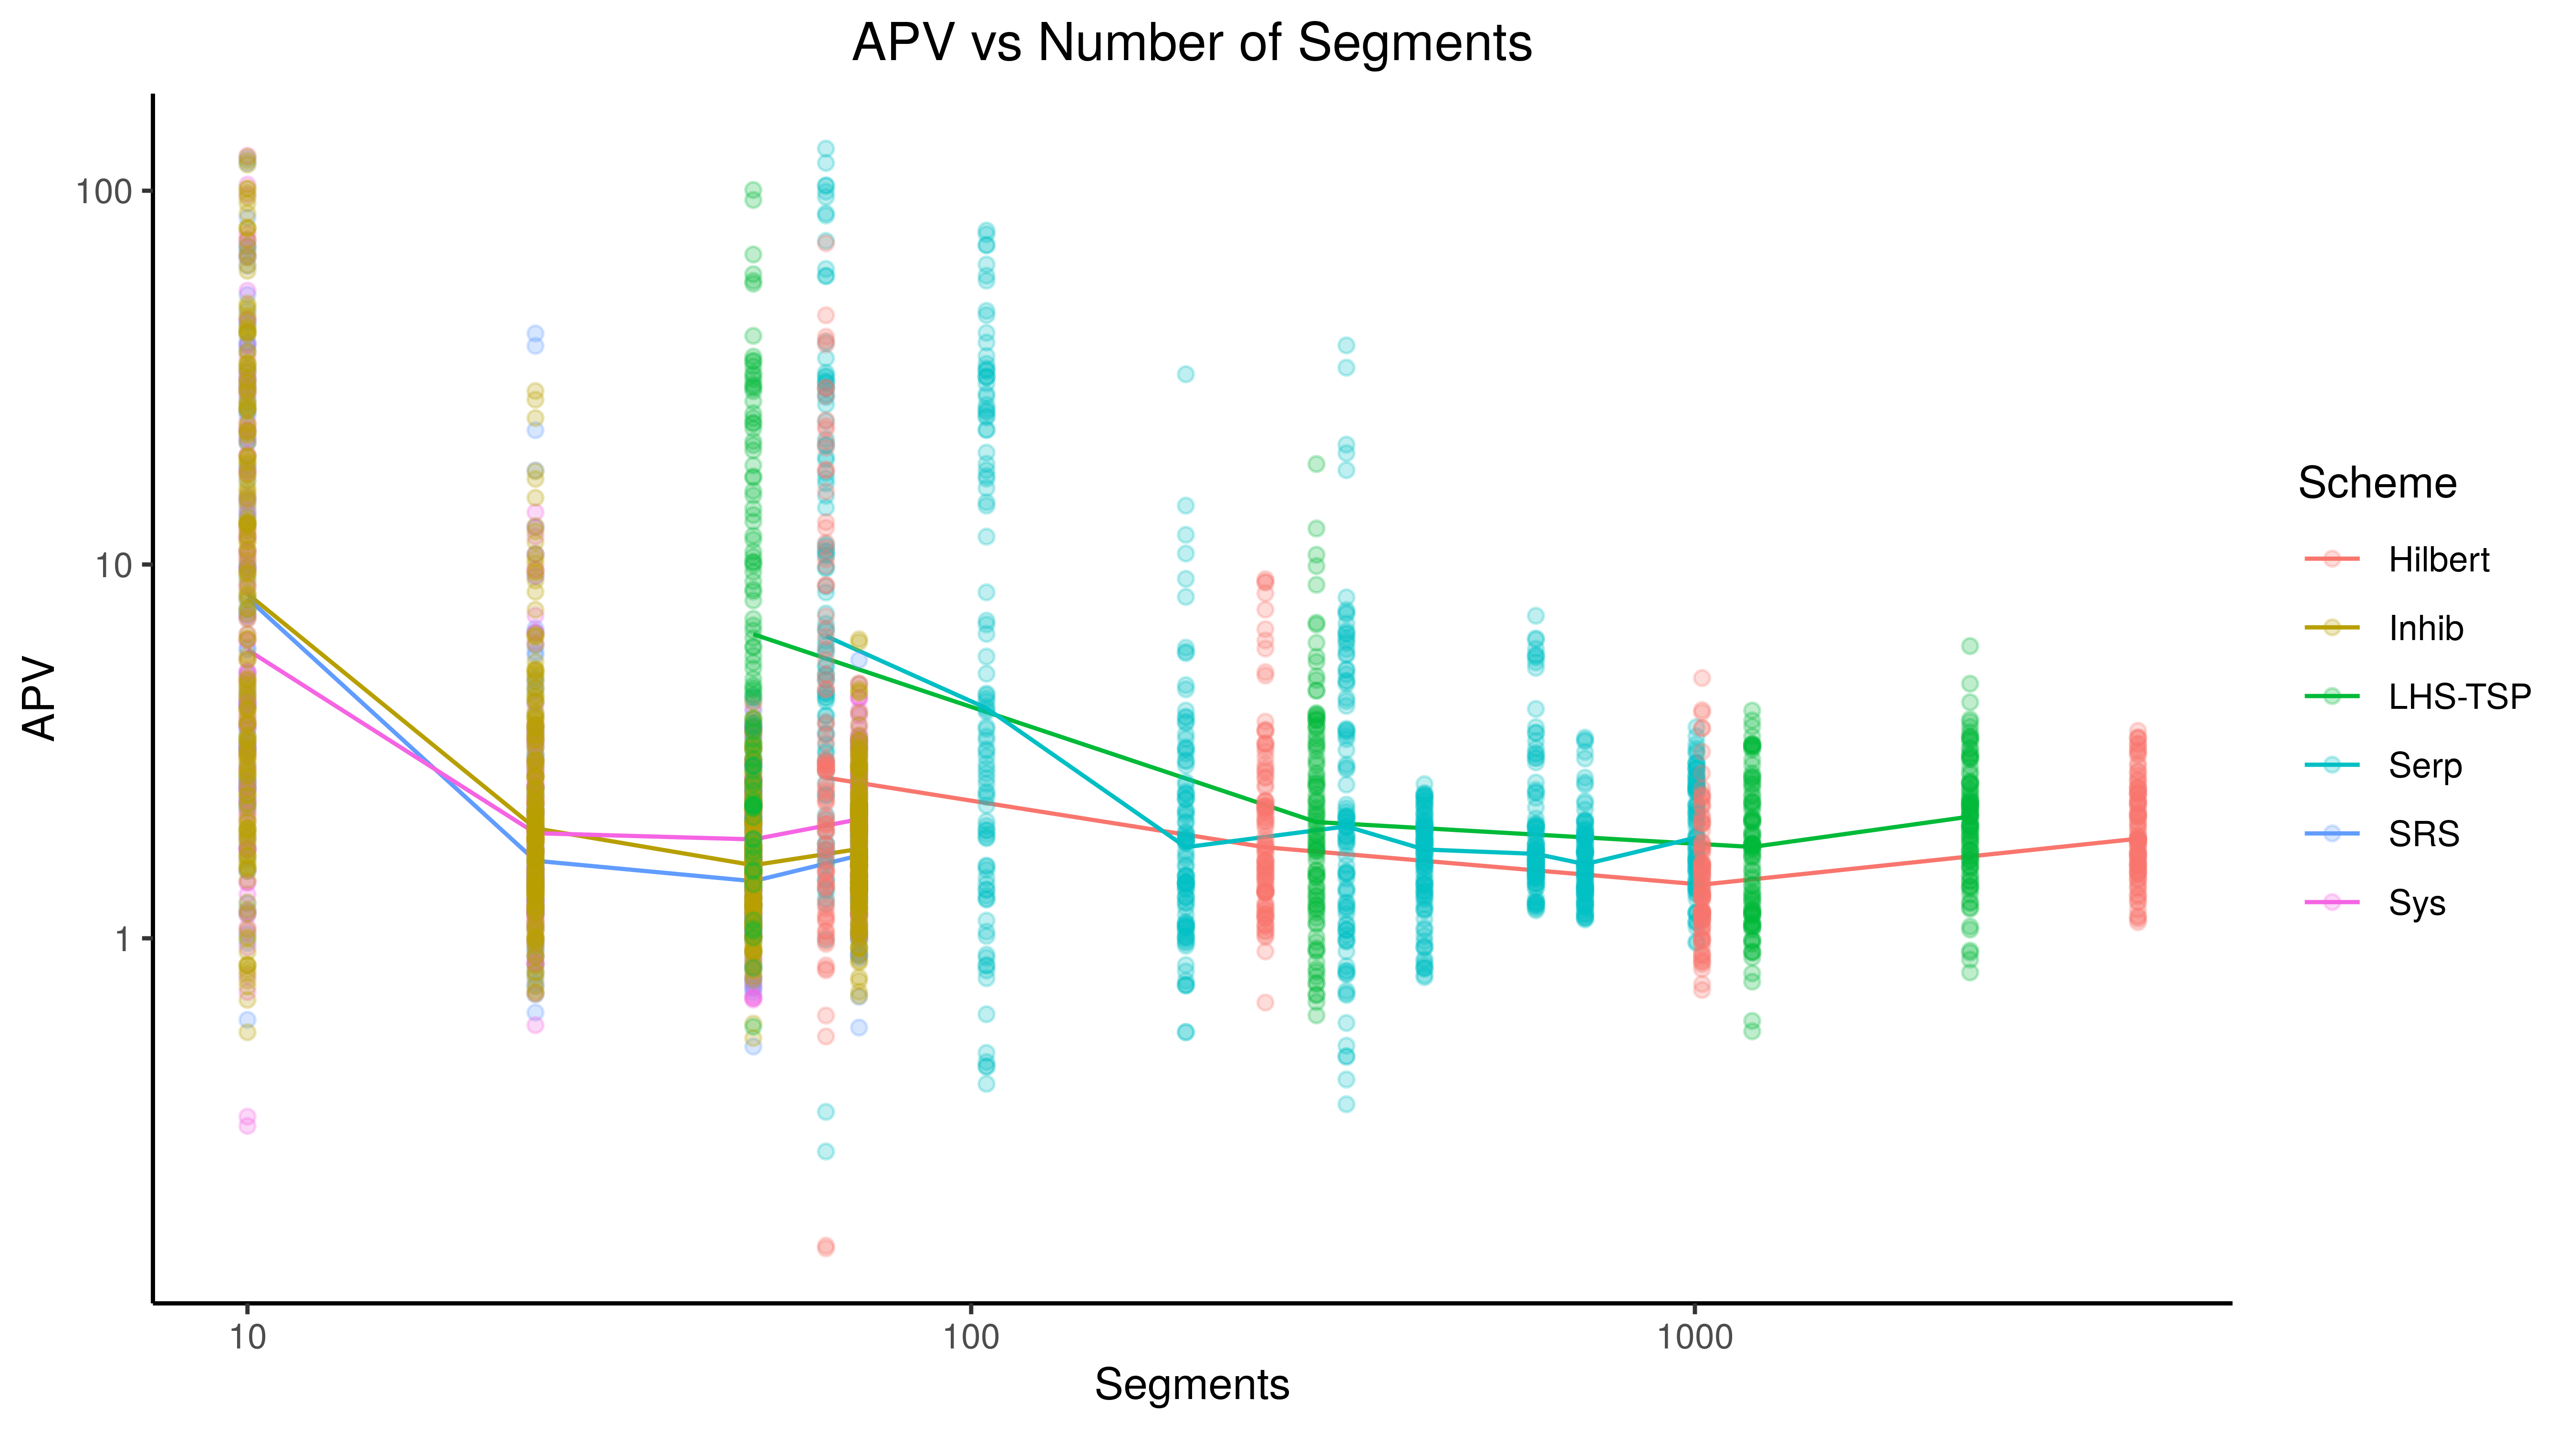 APV vs Number of Segments
APV
100
10
1
10
100
1000
Segments
Scheme
Hilbert
Inhib
LHS-TSP
Serp
SRS
Sys